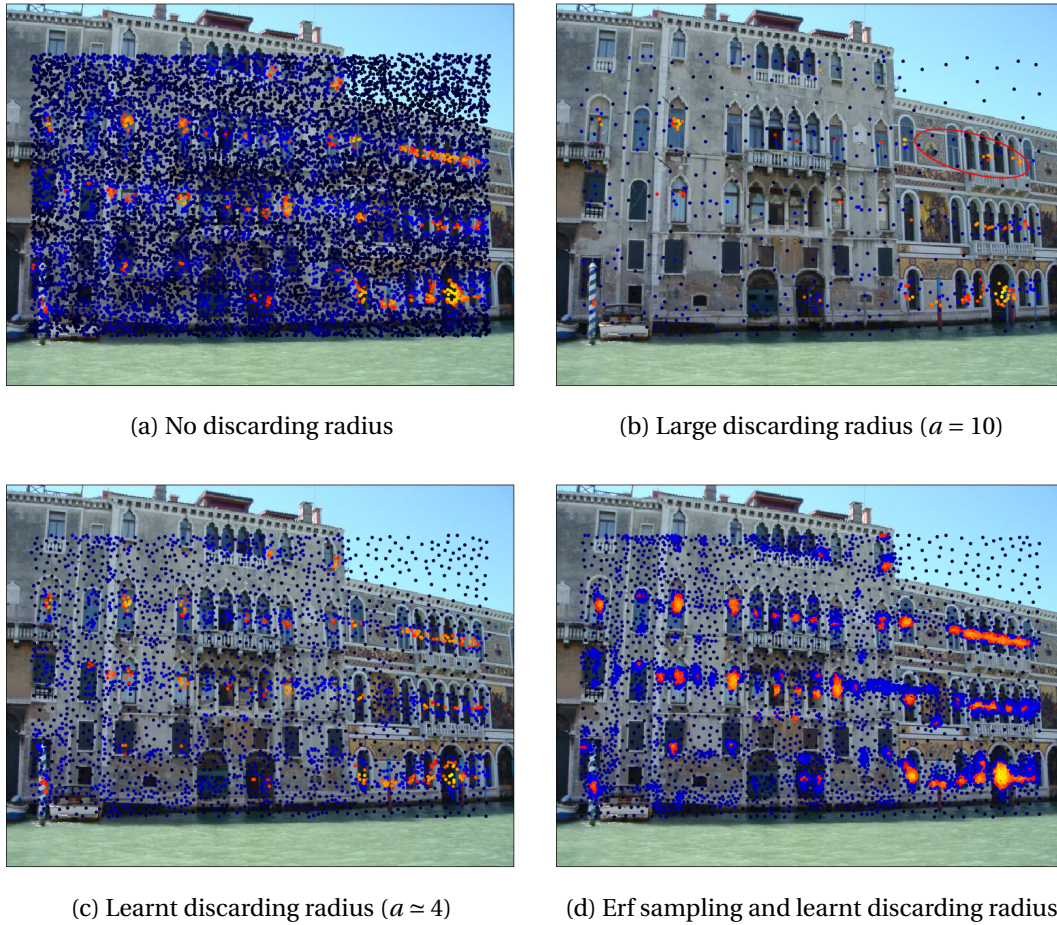 (a) No discarding radius
(b) Large discarding radius (a = 10)
(c) Learnt discarding radius (a ≃ 4)
(d) Erf sampling and learnt discarding radius